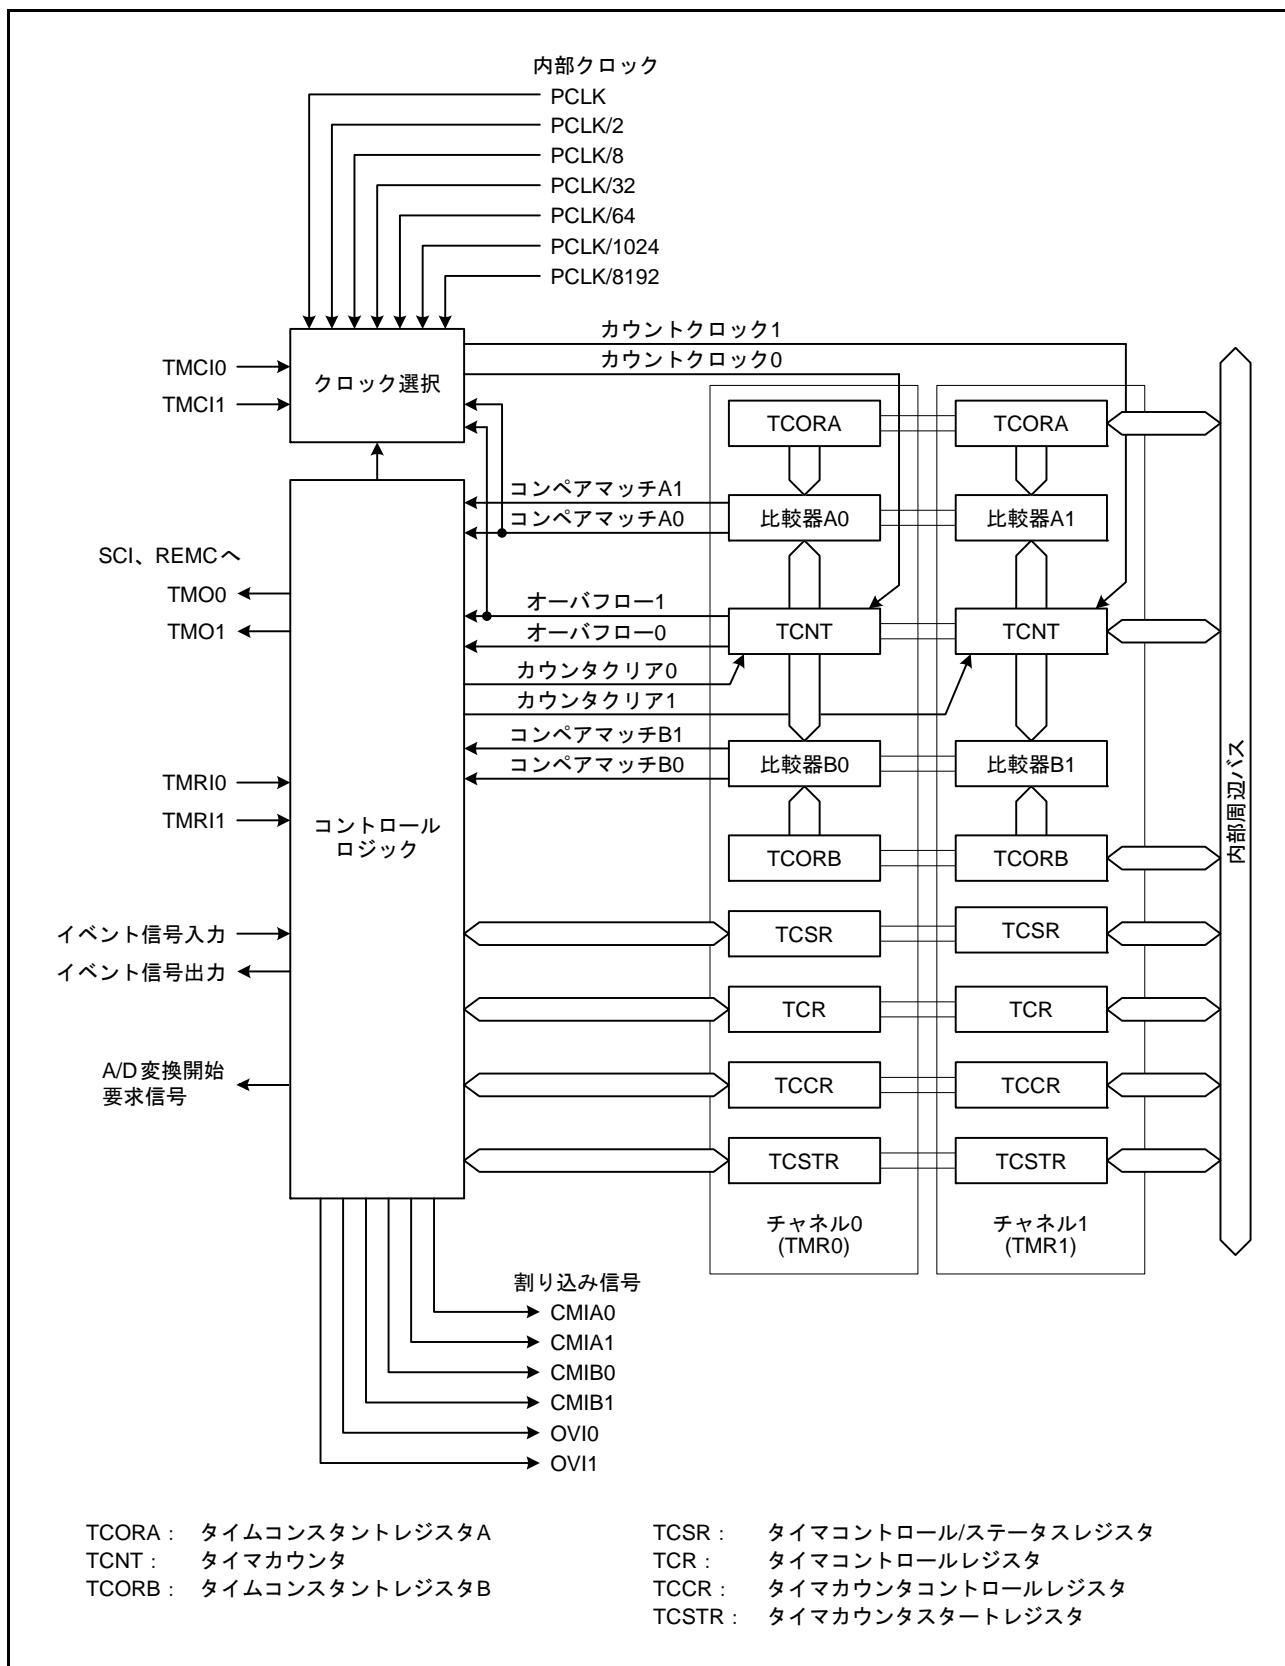 内部クロック
PCLK
PCLK/2
PCLK/8
PCLK/32
PCLK/64
PCLK/1024
PCLK/8192
カウントクロック1
カウントクロック0
TMCI0
TMCI1
クロック選択
TCORA
TCORA
コンペアマッチA1
コンペアマッチA0
比較器A0
比較器A1
SCI、REMCへ
TMO0
TMO1
オーバフロー1
オーバフロー0
TCNT
TCNT
カウンタクリア0
カウンタクリア1
コンペアマッチB1
コンペアマッチB0
比較器B0
比較器B1
内部周辺バス
TMRI0
TMRI1
コントロール
ロジック
TCORB
TCORB
イベント信号入力
イベント信号出力
TCSR
TCSR
TCR
TCR
A/D変換開始
要求信号
TCCR
TCCR
TCSTR
TCSTR
チャネル0
(TMR0)
チャネル1
(TMR1)
割り込み信号
CMIA0
CMIA1
CMIB0
CMIB1
OVI0
OVI1
TCORA： タイムコンスタントレジスタA
TCNT： タイマカウンタ
TCORB： タイムコンスタントレジスタB
TCSR： タイマコントロール/ステータスレジスタ
TCR： タイマコントロールレジスタ
TCCR： タイマカウンタコントロールレジスタ
TCSTR： タイマカウンタスタートレジスタ